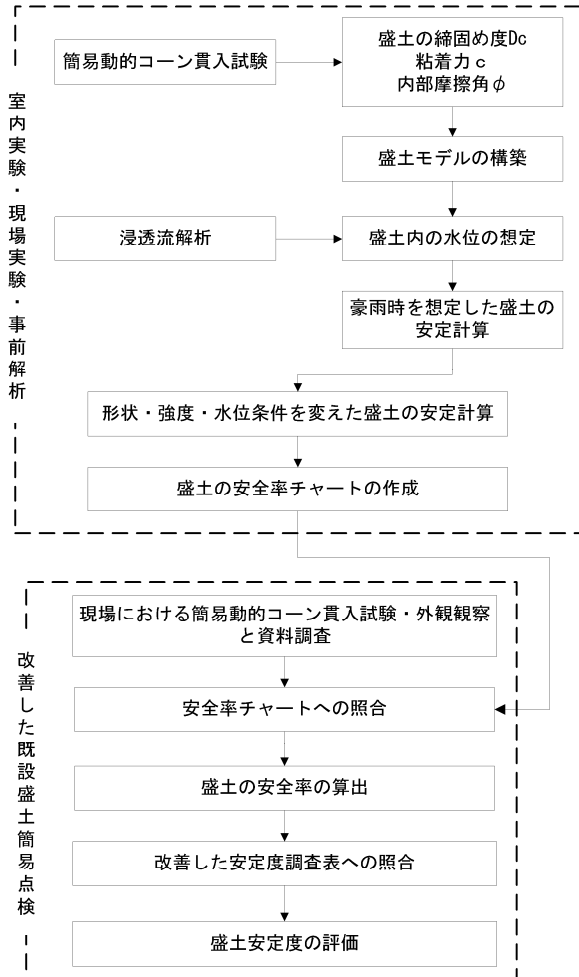 室内実験・現場実験・事前解析
簡易動的コーン貫入試験
盛土の締固め度Dc
粘着力ｃ
内部摩擦角φ
盛土モデルの構築
浸透流解析
盛土内の水位の想定
豪雨時を想定した盛土の
安定計算
形状・強度・水位条件を変えた盛土の安定計算
盛土の安全率チャートの作成
改善した既設盛土簡易点検
現場における簡易動的コーン貫入試験・外観観察
と資料調査
安全率チャートへの照合
盛土の安全率の算出
改善した安定度調査表への照合
盛土安定度の評価